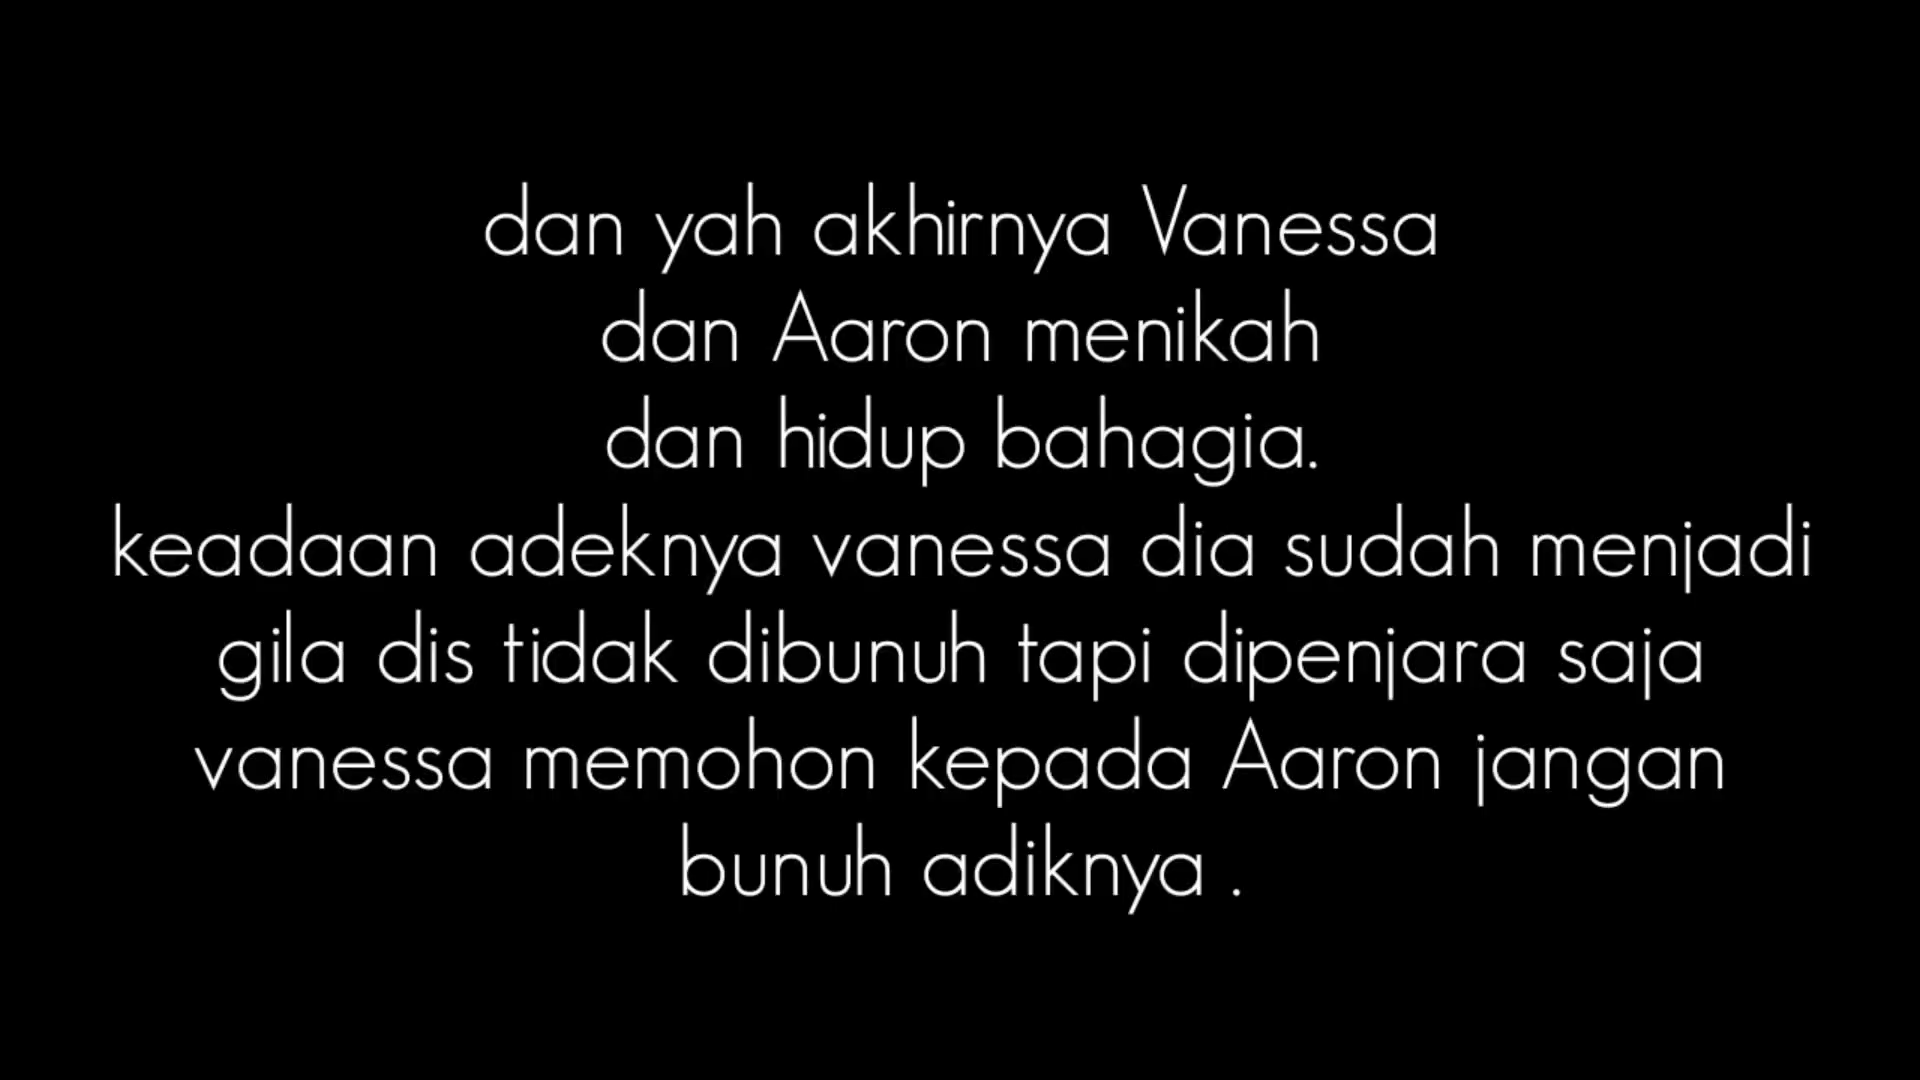 dan yah akhirnya Vanessa
dan Aaron menikah
dan hidup bahagia.
keadaan adeknya vanessa dia sudah menjadi
gila dis tidak dibunuh tapi dipenjara saja
vanessa memohon kepada Aaron jangan
bunuh adiknya .